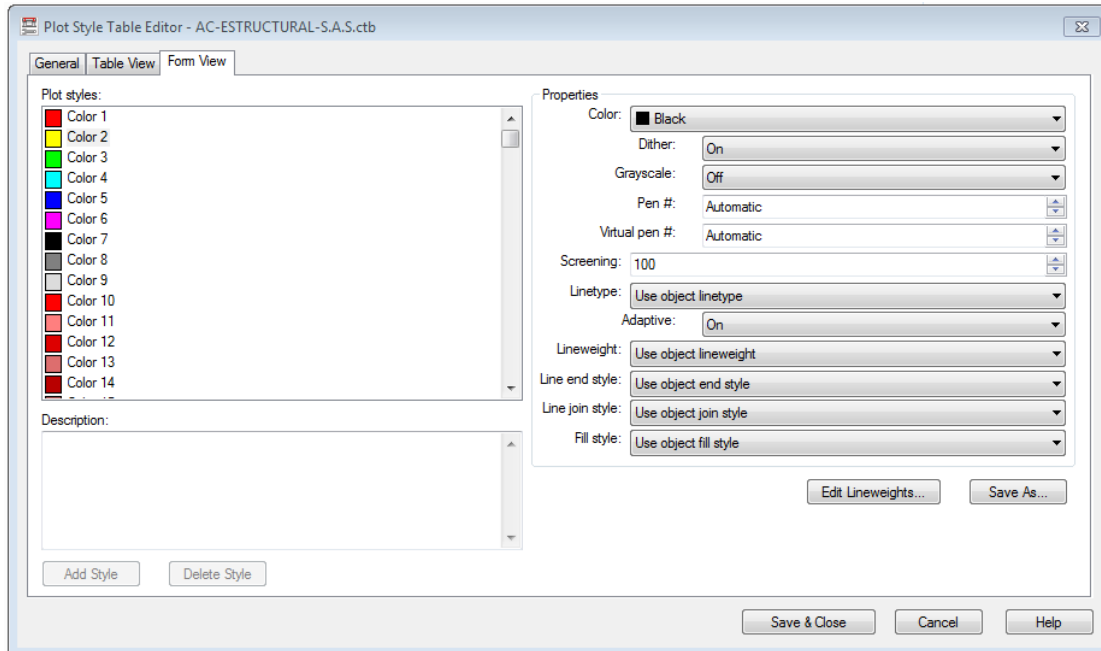 Plot Style Table Editor - AC-ESTRUCTURAL-S.A.S.ctb
General Table View Form View
Plot styles:
Color 1
Color 2
Color 3
Color 4
Color 5
Color 6
Color 7
Color 8
Color 9
Color 10
Color 11
Color 12
Color 13
Color 14
Description:
Add Style Delete Style
Properties
Color: Black
Dither: On
Grayscale: Off
Pen #: Automatic
Virtual pen #: Automatic
Screening: 100
Linetype: Use object linetype
Adaptive: On
Lineweight: Use object lineweight
Line end style: Use object end style
Line join style: Use object join style
Fill style: Use object fill style
Edit Lineweights... Save As...
Save & Close Cancel Help